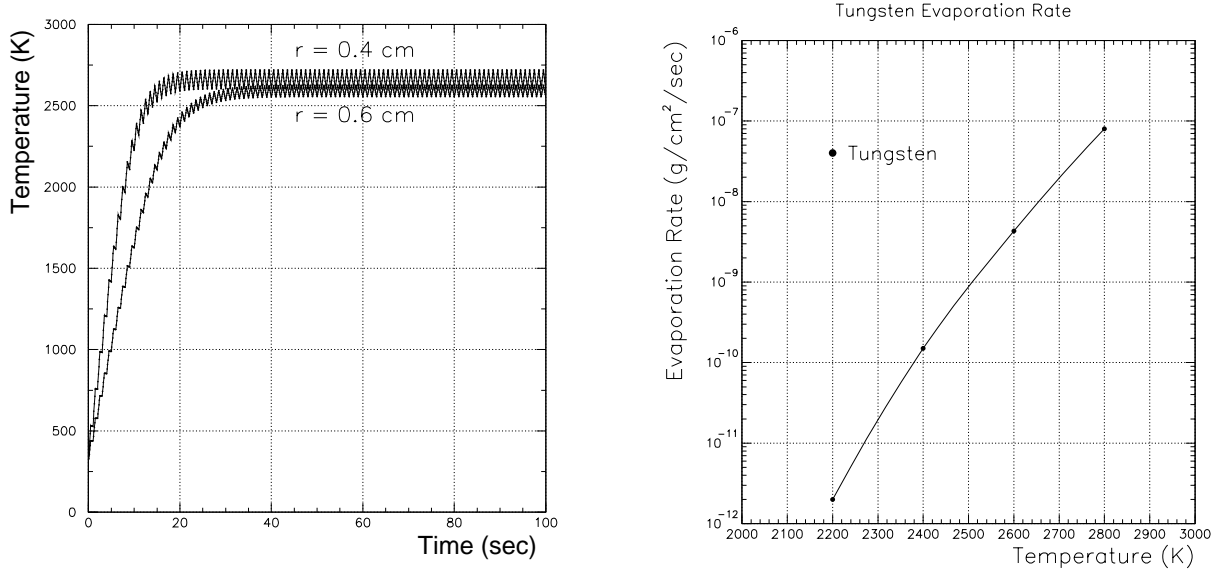 3000
2500
2000
1500
1000
500
0
Temperature (K)
r = 0.4 cm
r = 0.6 cm
0 20 40 60 80 100
Time (sec)
Tungsten Evaporation Rate
10⁻⁶
10⁻⁷
10⁻⁸
10⁻⁹
10⁻¹⁰
10⁻¹¹
10⁻¹²
Evaporation Rate (g/cm²/sec)
Tungsten
2000 2100 2200 2300 2400 2500 2600 2700 2800 2900 3000
Temperature (K)